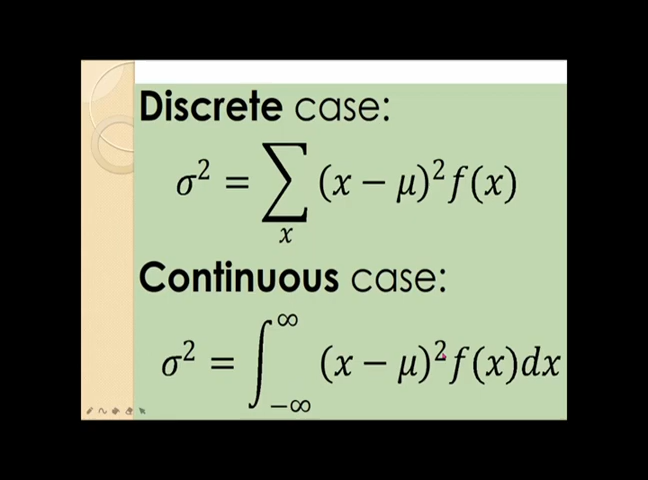 Discrete case:
σ² = ∑ₓ (x − μ)² f(x)
Continuous case:
σ² = ∫_{−∞}^{∞} (x − μ)² f(x)dx